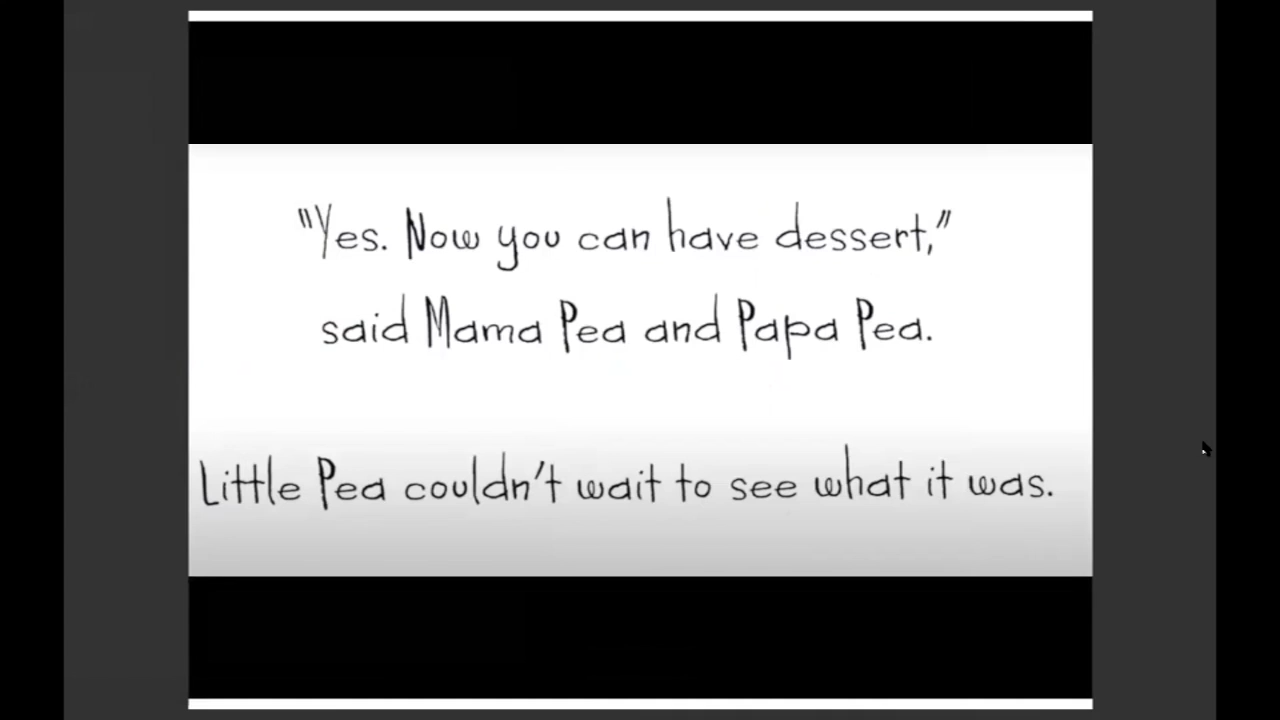 "Yes. Now you can have dessert,"
said Mama Pea and Papa Pea.
Little Pea couldn't wait to see what it was.